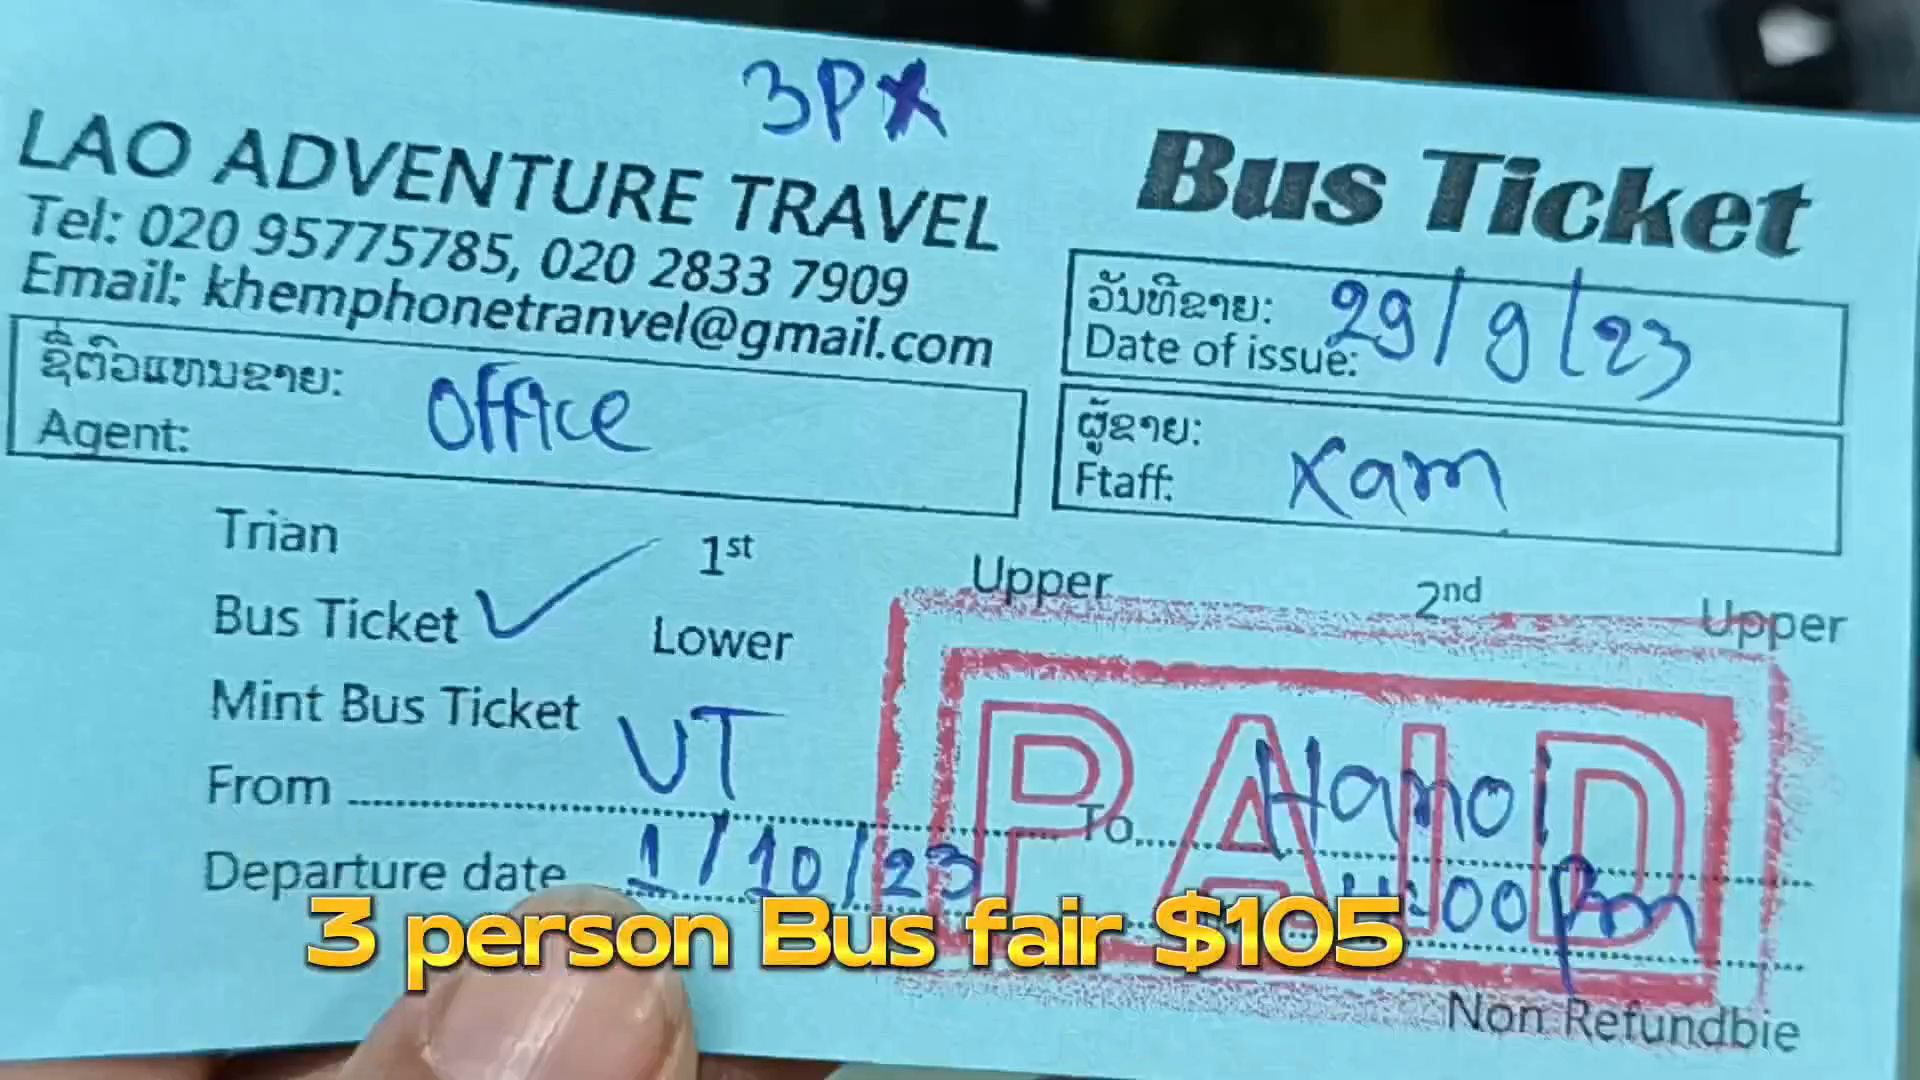 3P
LAO ADVENTURE TRAVEL
Bus Ticket
Tel: 020 95775785, 020 2833 7909
Email: khemphonetranvel@gmail.com
ວັນທີຂາຍ:
Date of issue: 29/9/23
ຊື່ຕົວແທນຂາຍ:
Agent: Office
ຜູ້ຂາຍ:
Ftaff: Xam
Trian 1st Upper 2nd Upper
Bus Ticket ✓ Lower
Mint Bus Ticket
From VT To Hanoi
Departure date 1/10/23 :00 pm
PAID
3 person Bus fair $105
Non Refundbie